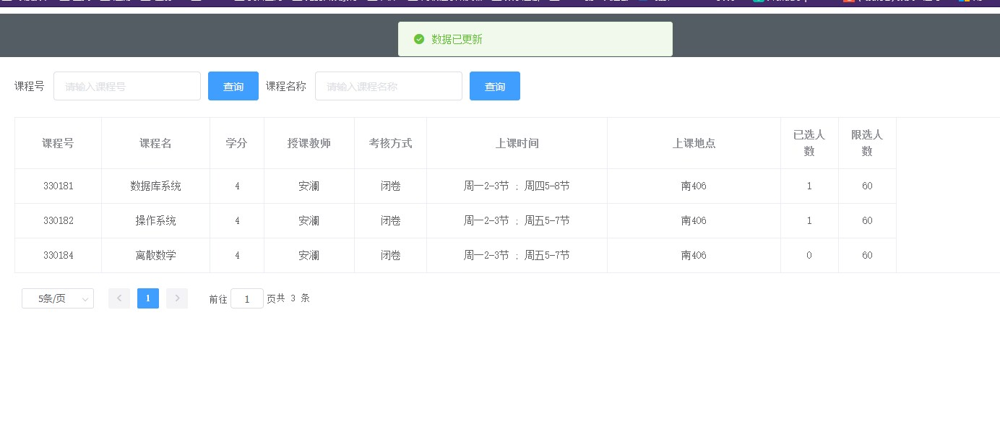 数据已更新
课程号 请输入课程号 查询 课程名称 请输入课程名称 查询
课程号 课程名 学分 授课教师 考核方式 上课时间 上课地点 已选人数 限选人数
330181 数据库系统 4 安澜 闭卷 周一2-3节 ; 周四5-8节 南406 1 60
330182 操作系统 4 安澜 闭卷 周一2-3节 ; 周五5-7节 南406 1 60
330184 离散数学 4 安澜 闭卷 周一2-3节 ; 周五5-7节 南406 0 60
5条/页 1 前往 1 页共 3 条